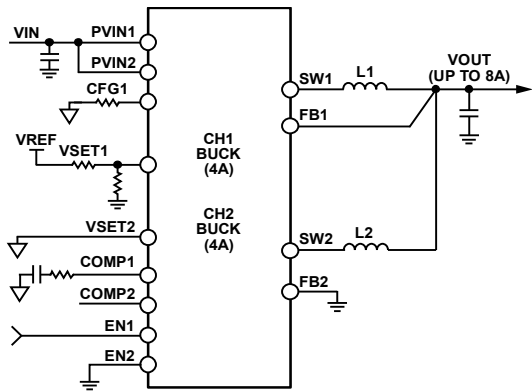 VIN
PVIN1
PVIN2
CFG1
VREF
VSET1
VSET2
COMP1
COMP2
EN1
EN2
CH1
BUCK
(4A)
CH2
BUCK
(4A)
SW1
L1
FB1
VOUT
(UP TO 8A)
SW2
L2
FB2